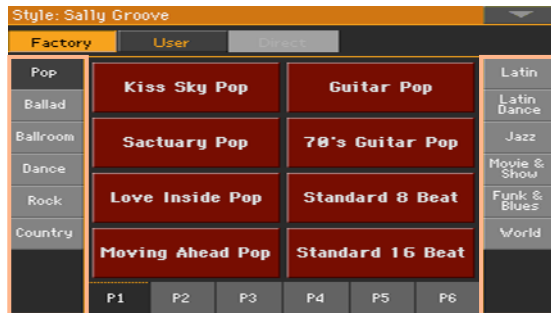 Style: Sally Groove
Factory
User
Direct
Pop
Ballad
Ballroom
Dance
Rock
Country
Kiss Sky Pop
Guitar Pop
Sactuary Pop
70's Guitar Pop
Love Inside Pop
Standard 8 Beat
Moving Ahead Pop
Standard 16 Beat
Latin
Latin
Dance
Jazz
Movie &
Show
Funk &
Blues
World
P1
P2
P3
P4
P5
P6